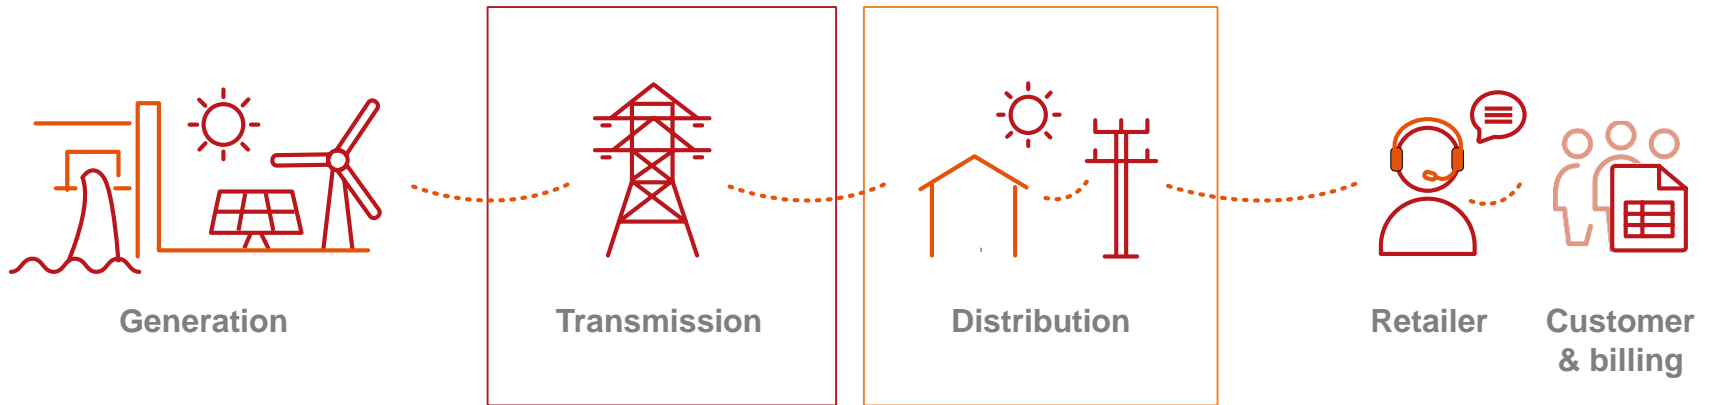 Generation
Transmission
Distribution
Retailer
Customer
& billing